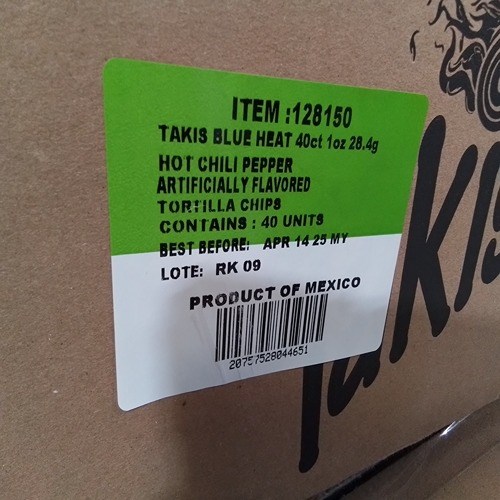 ITEM :128150
TAKIS BLUE HEAT 40ct 1oz 28.4g
HOT CHILI PEPPER
ARTIFICIALLY FLAVORED
TORTILLA CHIPS
CONTAINS : 40 UNITS
BEST BEFORE: APR 14 25 MY
LOTE: RK 09
PRODUCT OF MEXICO
20757528044651
Takis